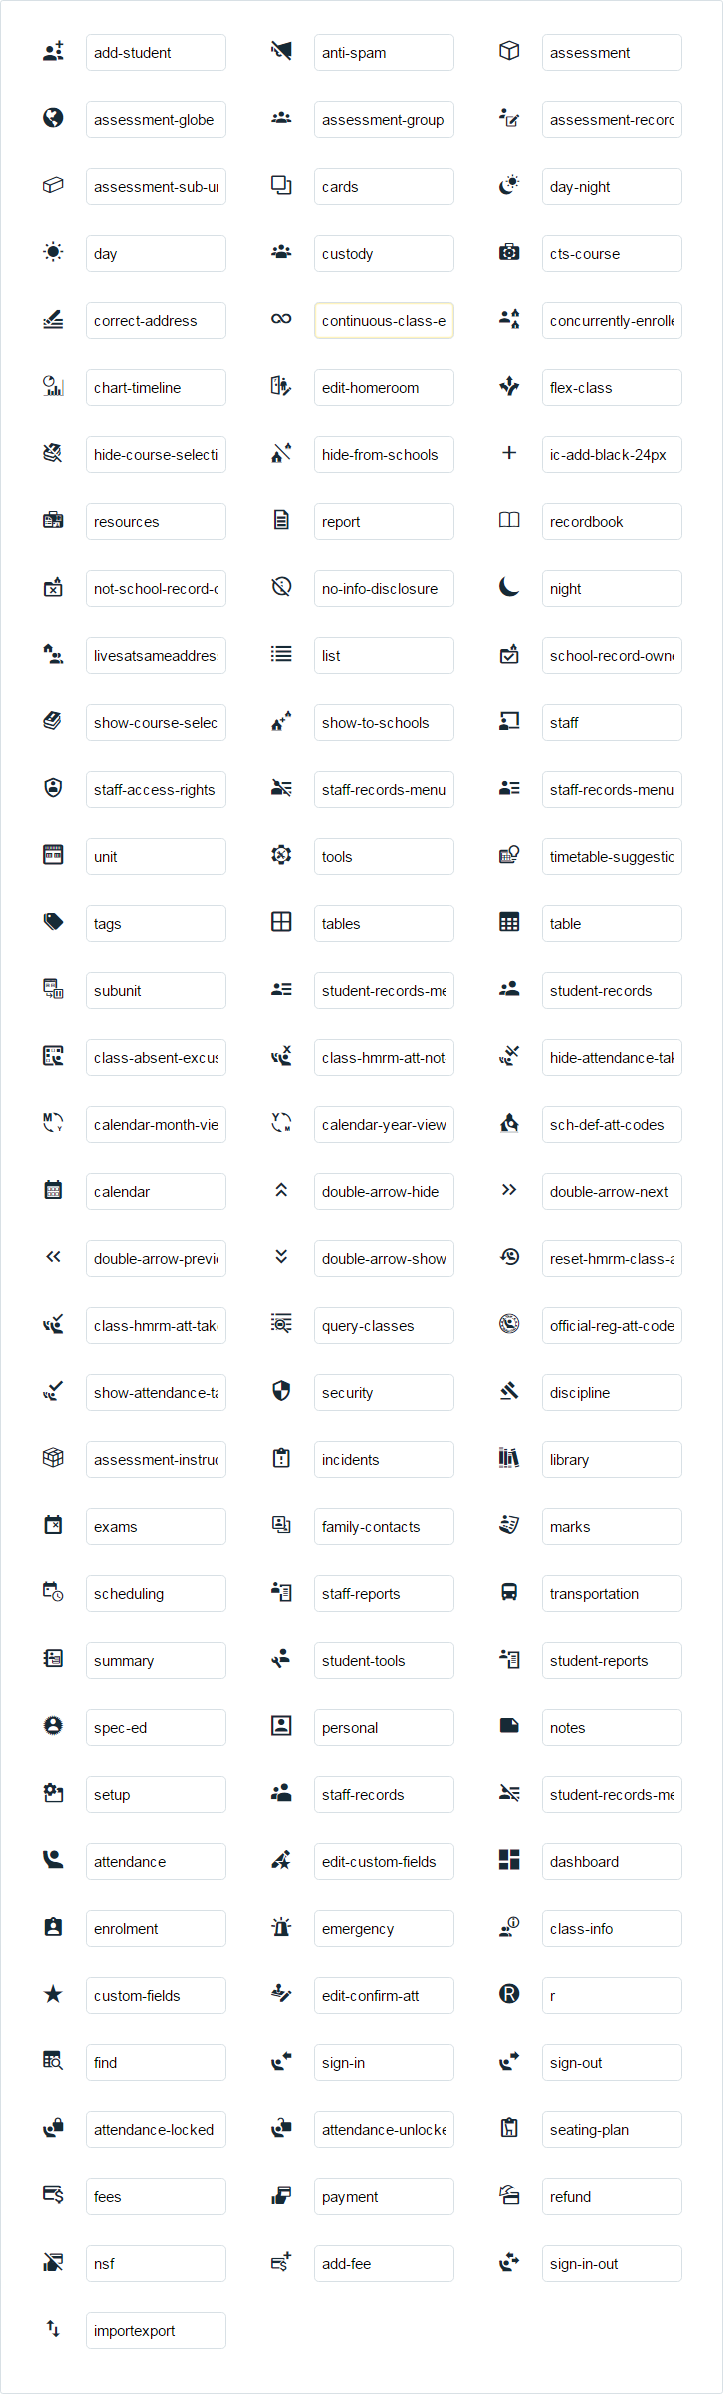 add-student
anti-spam
assessment
assessment-globe
assessment-group
assessment-record
assessment-sub-u
cards
day-night
day
custody
cts-course
correct-address
continuous-class-e
concurrently-enrolle
chart-timeline
edit-homeroom
flex-class
hide-course-selecti
hide-from-schools
ic-add-black-24px
resources
report
recordbook
not-school-record-o
no-info-disclosure
night
livesatsameaddres
list
school-record-owne
show-course-selec
show-to-schools
staff
staff-access-rights
staff-records-menu
staff-records-menu
unit
tools
timetable-suggestio
tags
tables
table
subunit
student-records-me
student-records
class-absent-excus
class-hmrm-att-not
hide-attendance-tak
M Y
calendar-month-vie
Y M
calendar-year-view
sch-def-att-codes
calendar
double-arrow-hide
double-arrow-next
double-arrow-previ
double-arrow-show
reset-hmrm-class-a
class-hmrm-att-tak
query-classes
official-reg-att-code
show-attendance-ta
security
discipline
assessment-instruc
incidents
library
exams
family-contacts
marks
scheduling
staff-reports
transportation
summary
student-tools
student-reports
spec-ed
personal
notes
setup
staff-records
student-records-me
attendance
edit-custom-fields
dashboard
enrolment
emergency
class-info
custom-fields
edit-confirm-att
R
r
find
sign-in
sign-out
attendance-locked
attendance-unlocke
seating-plan
fees
payment
refund
nsf
add-fee
sign-in-out
importexport